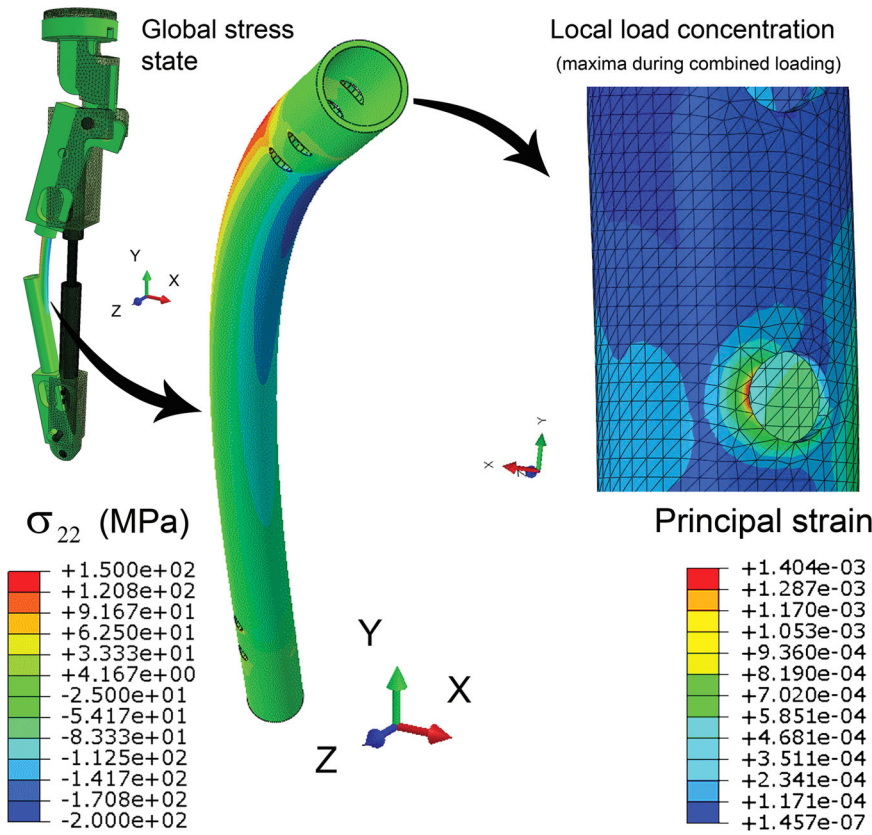 Global stress
state
Local load concentration
(maxima during combined loading)
Y
X
Z
Y
X
σ22 (MPa)
+1.500e+02
+1.208e+02
+9.167e+01
+6.250e+01
+3.333e+01
+4.167e+00
-2.500e+01
-5.417e+01
-8.333e+01
-1.125e+02
-1.417e+02
-1.708e+02
-2.000e+02
Y
X
Z
Principal strain
+1.404e-03
+1.287e-03
+1.170e-03
+1.053e-03
+9.360e-04
+8.190e-04
+7.020e-04
+5.851e-04
+4.681e-04
+3.511e-04
+2.341e-04
+1.171e-04
+1.457e-07